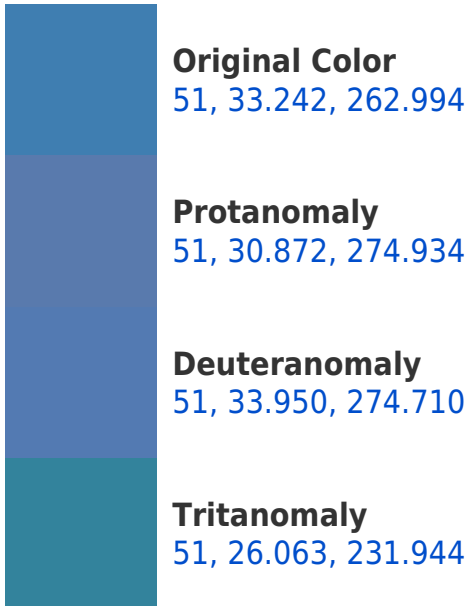 Original Color
51, 33.242, 262.994
Protanomaly
51, 30.872, 274.934
Deuteranomaly
51, 33.950, 274.710
Tritanomaly
51, 26.063, 231.944